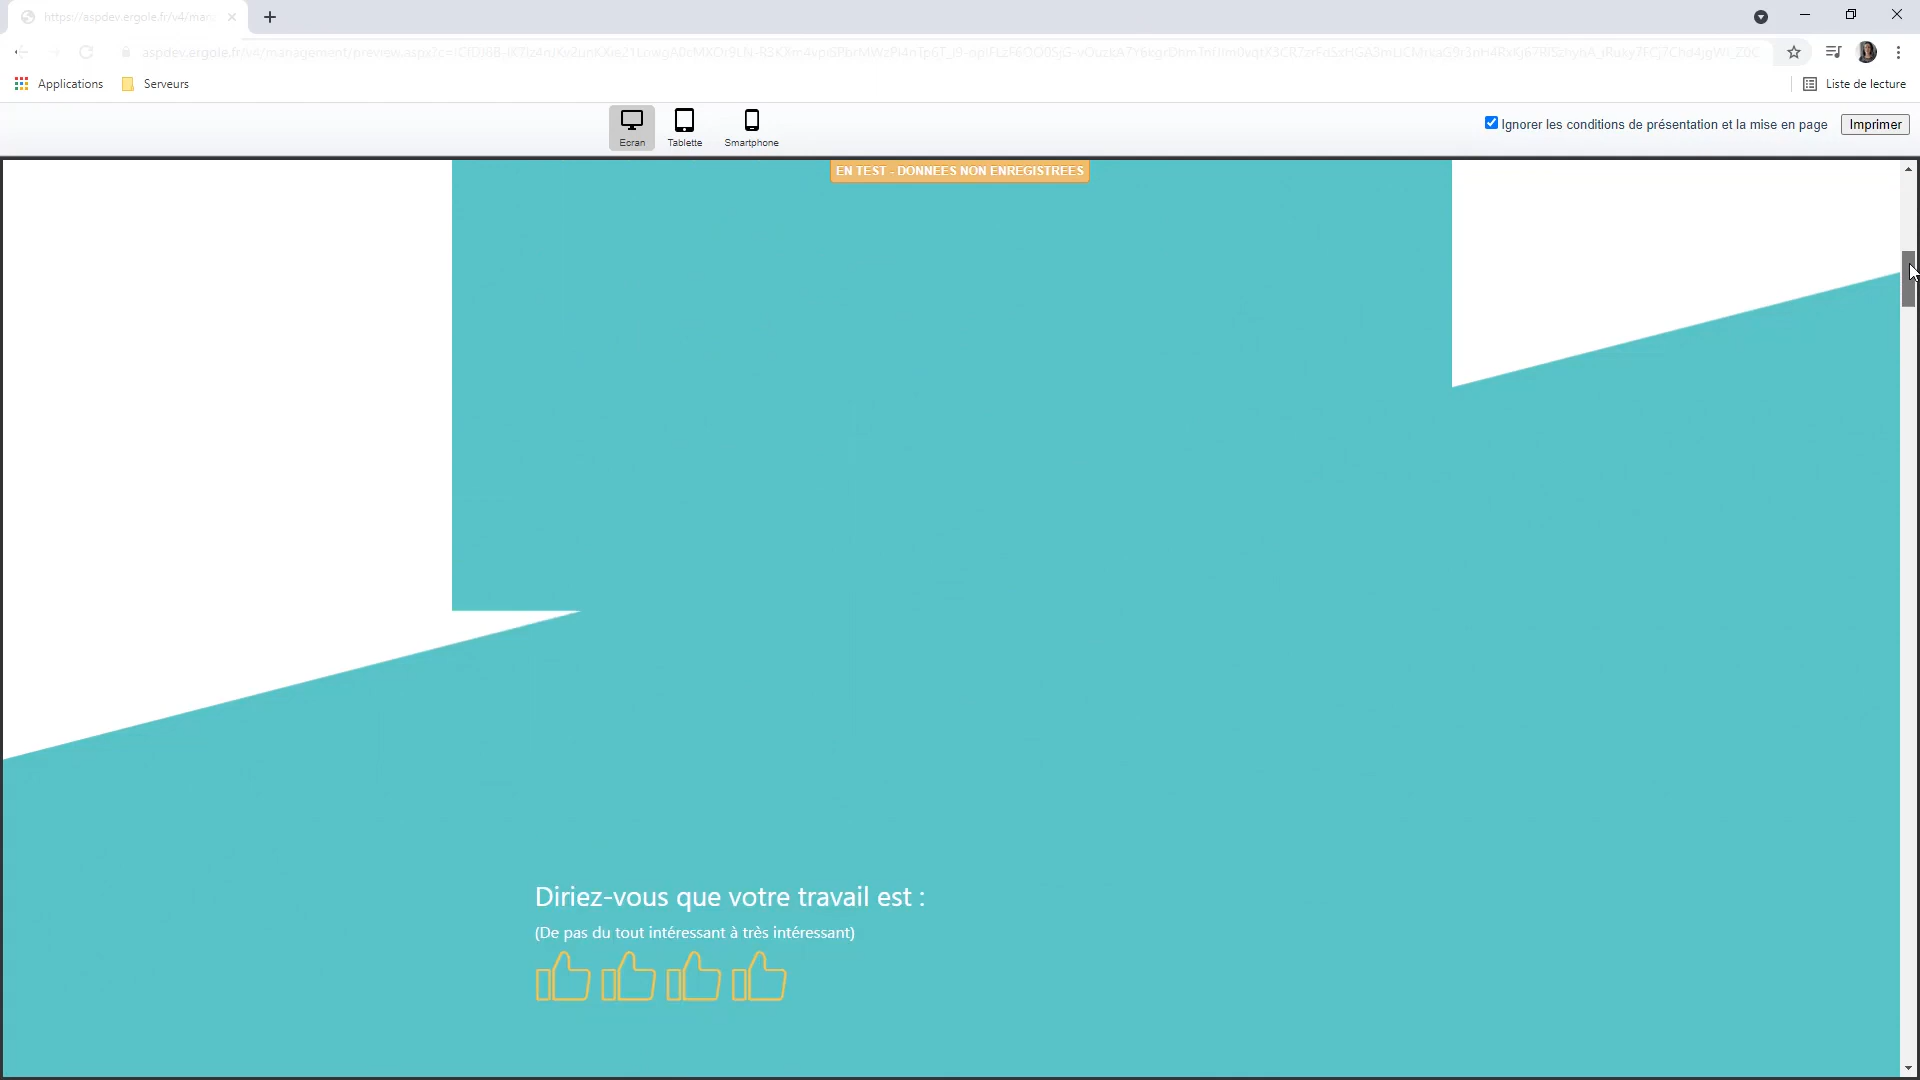 https://aspdev.ergole.fr/v4/man
Applications
Serveurs
Liste de lecture
Ecran
Tablette
Smartphone
Ignorer les conditions de présentation et la mise en page
Imprimer
EN TEST - DONNEES NON ENREGISTREES
Diriez-vous que votre travail est :
(De pas du tout intéressant à très intéressant)